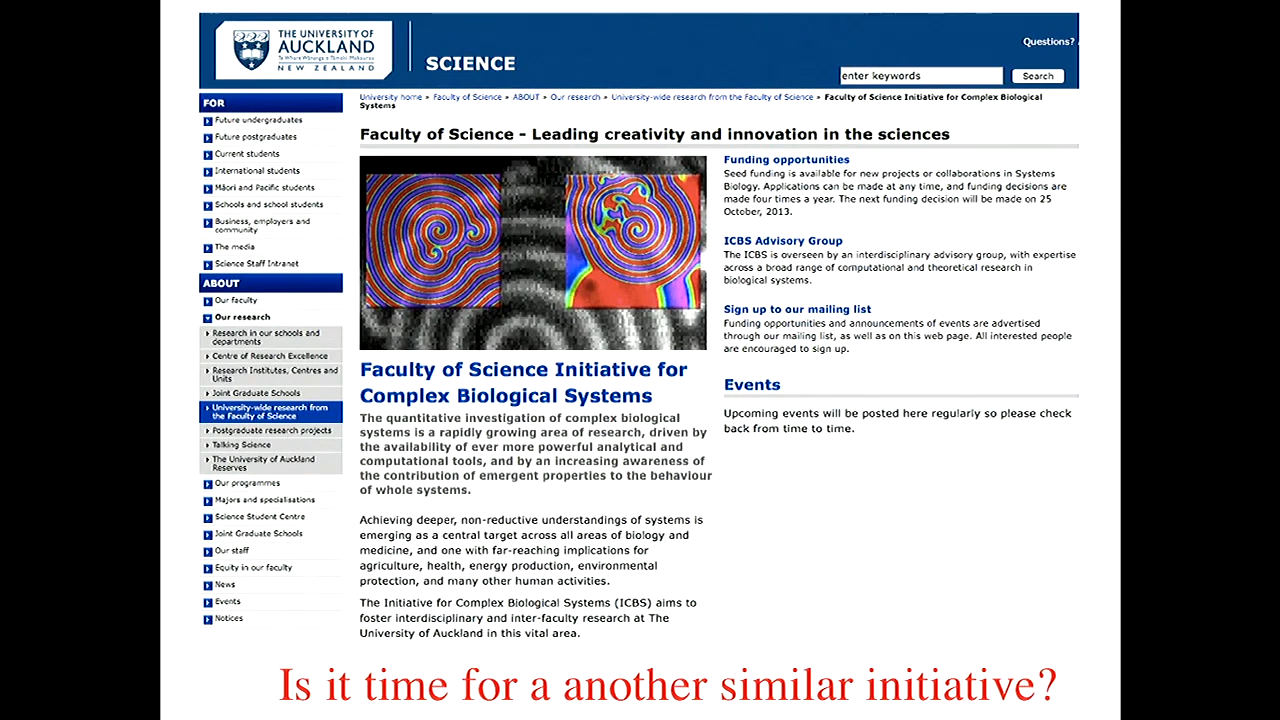 THE UNIVERSITY OF
AUCKLAND
NEW ZEALAND
SCIENCE
Questions?
enter keywords
Search
FOR
Future undergraduates
Future postgraduates
Current students
International students
Māori and Pacific students
Schools and school students
Business, employers and
community
The media
Science Staff Intranet
ABOUT
Our faculty
Our research
Research in our schools and
departments
Centre of Research Excellence
Research Institutes, Centres and
Units
Joint Graduate Schools
University-wide research from
the Faculty of Science
Postgraduate research projects
Talking Science
The University of Auckland
Reserves
Our programmes
Majors and specialisations
Science Student Centre
Joint Graduate Schools
Our staff
Equity in our faculty
News
Events
Notices
University home » Faculty of Science » ABOUT » Our research » University-wide research from the Faculty of Science » Faculty of Science Initiative for Complex Biological
Systems
Faculty of Science - Leading creativity and innovation in the sciences
Faculty of Science Initiative for
Complex Biological Systems
The quantitative investigation of complex biological
systems is a rapidly growing area of research, driven by
the availability of ever more powerful analytical and
computational tools, and by an increasing awareness of
the contribution of emergent properties to the behaviour
of whole systems.
Achieving deeper, non-reductive understandings of systems is
emerging as a central target across all areas of biology and
medicine, and one with far-reaching implications for
agriculture, health, energy production, environmental
protection, and many other human activities.
The Initiative for Complex Biological Systems (ICBS) aims to
foster interdisciplinary and inter-faculty research at The
University of Auckland in this vital area.
Funding opportunities
Seed funding is available for new projects or collaborations in Systems
Biology. Applications can be made at any time, and funding decisions are
made four times a year. The next funding decision will be made on 25
October, 2013.
ICBS Advisory Group
The ICBS is overseen by an interdisciplinary advisory group, with expertise
across a broad range of computational and theoretical research in
biological systems.
Sign up to our mailing list
Funding opportunities and announcements of events are advertised
through our mailing list, as well as on this web page. All interested people
are encouraged to sign up.
Events
Upcoming events will be posted here regularly so please check
back from time to time.
Is it time for a another similar initiative?